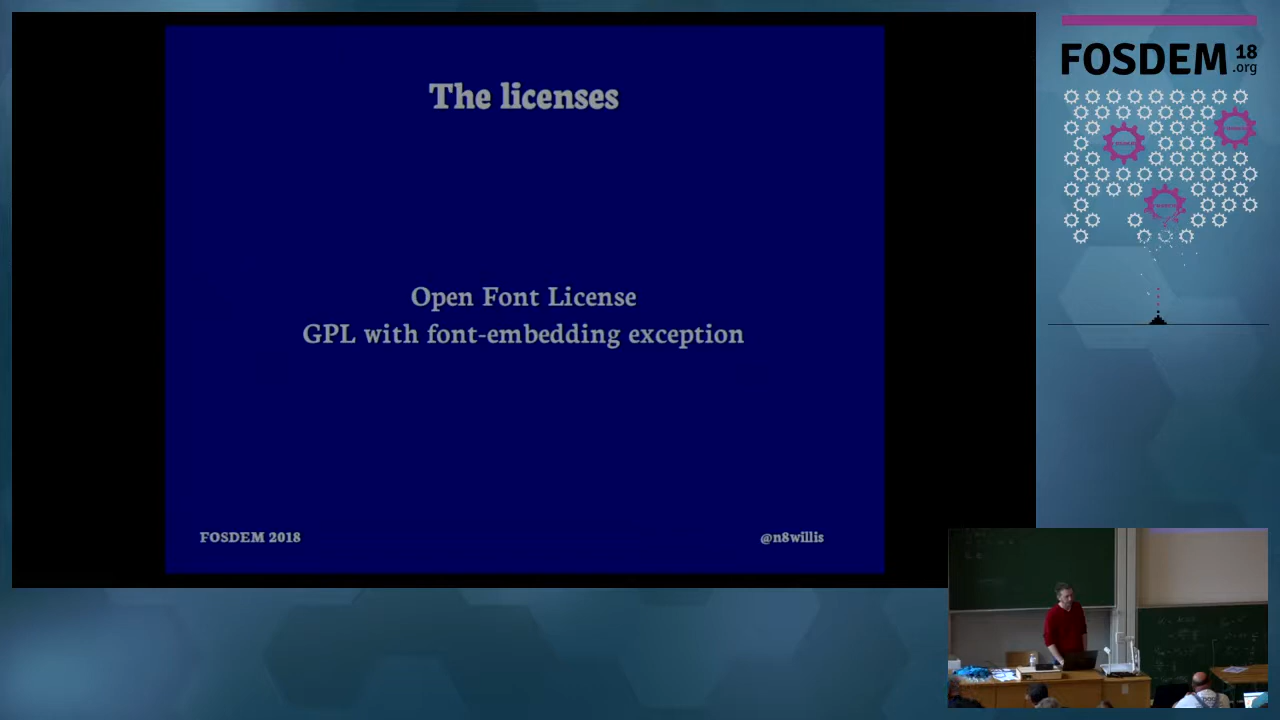 The licenses
Open Font License
GPL with font-embedding exception
FOSDEM 2018
@n8willis
FOSDEM 18
.org